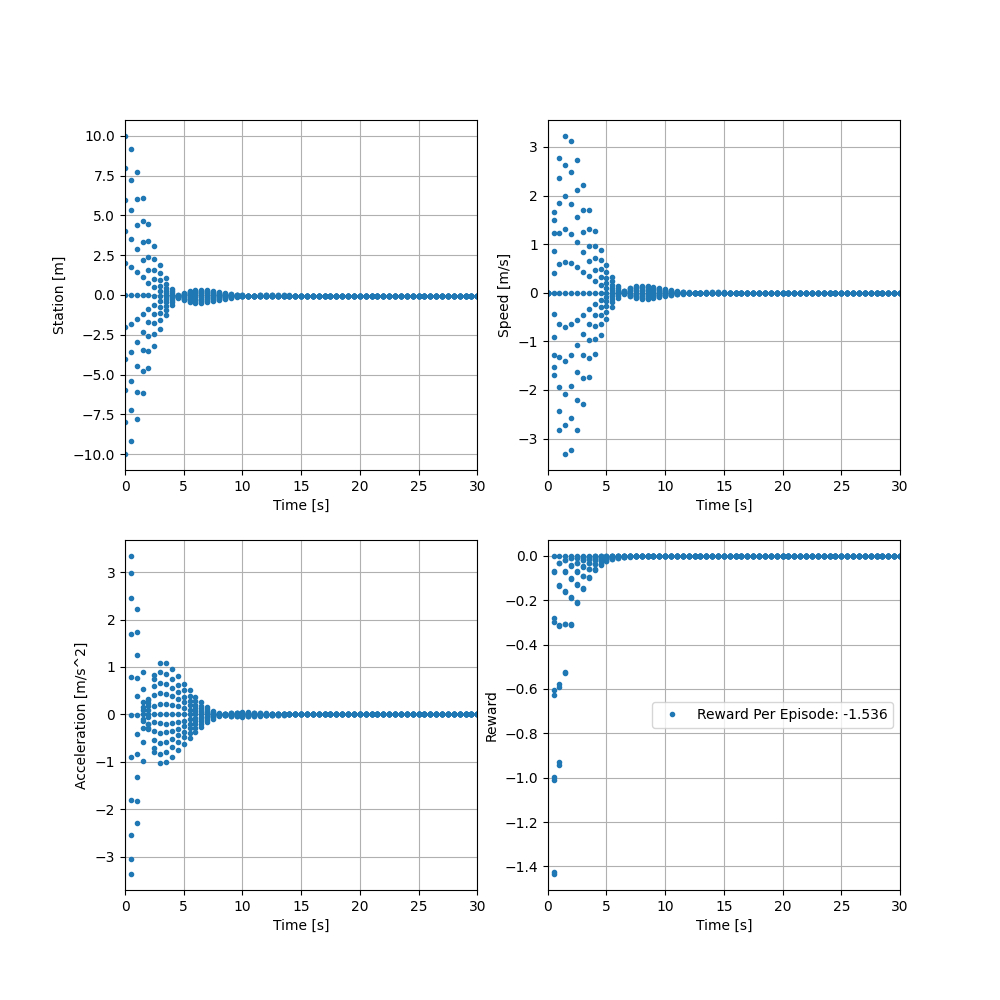 10.0
7.5
5.0
2.5
0.0
−2.5
−5.0
−7.5
−10.0
Station [m]
0 5 10 15 20 25 30
Time [s]
3
2
1
0
−1
−2
−3
Speed [m/s]
0 5 10 15 20 25 30
Time [s]
3
2
1
0
−1
−2
−3
Acceleration [m/s^2]
0 5 10 15 20 25 30
Time [s]
0.0
−0.2
−0.4
−0.6
−0.8
−1.0
−1.2
−1.4
Reward
Reward Per Episode: -1.536
0 5 10 15 20 25 30
Time [s]